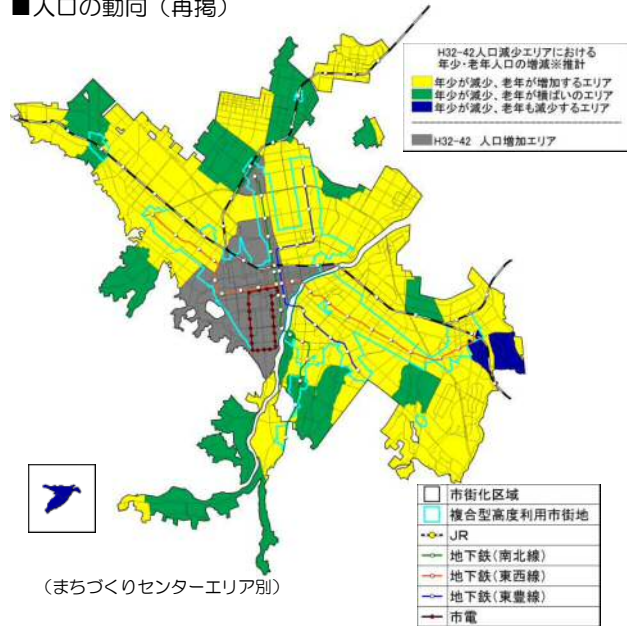 ■人口の動向（再掲）
H32-42人口減少エリアにおける
年少・老年人口の増減※推計
年少が減少、老年が増加するエリア
年少が減少、老年が横ばいのエリア
年少が減少、老年も減少するエリア
H32-42 人口増加エリア
市街化区域
複合型高度利用市街地
JR
地下鉄(南北線)
地下鉄(東西線)
地下鉄(東豊線)
市電
（まちづくりセンターエリア別）